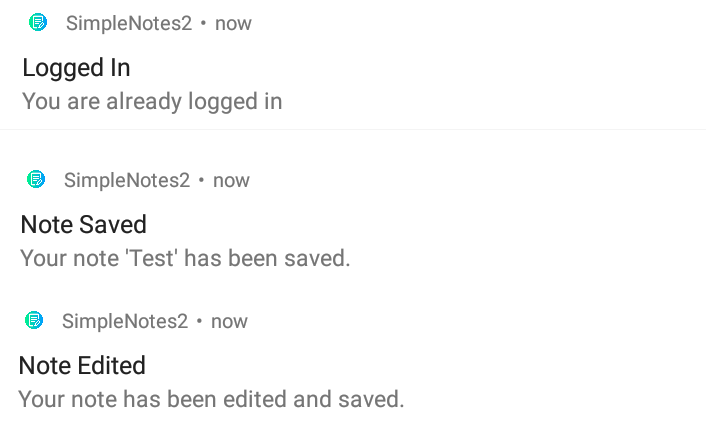 SimpleNotes2 • now
Logged In
You are already logged in
SimpleNotes2 • now
Note Saved
Your note 'Test' has been saved.
SimpleNotes2 • now
Note Edited
Your note has been edited and saved.